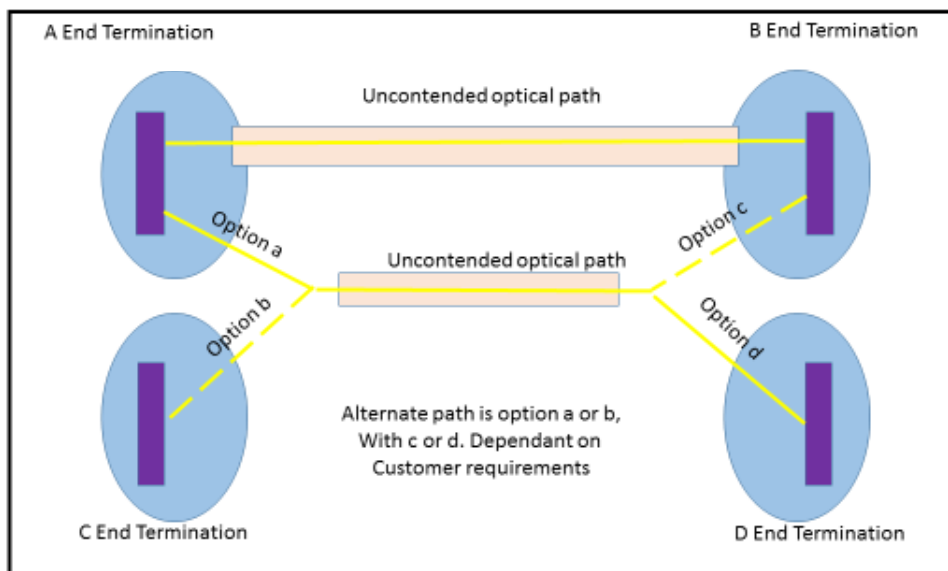 A End Termination
B End Termination
Uncontended optical path
Option a
Option c
Uncontended optical path
Option b
Option d
Alternate path is option a or b,
With c or d. Dependant on
Customer requirements
C End Termination
D End Termination